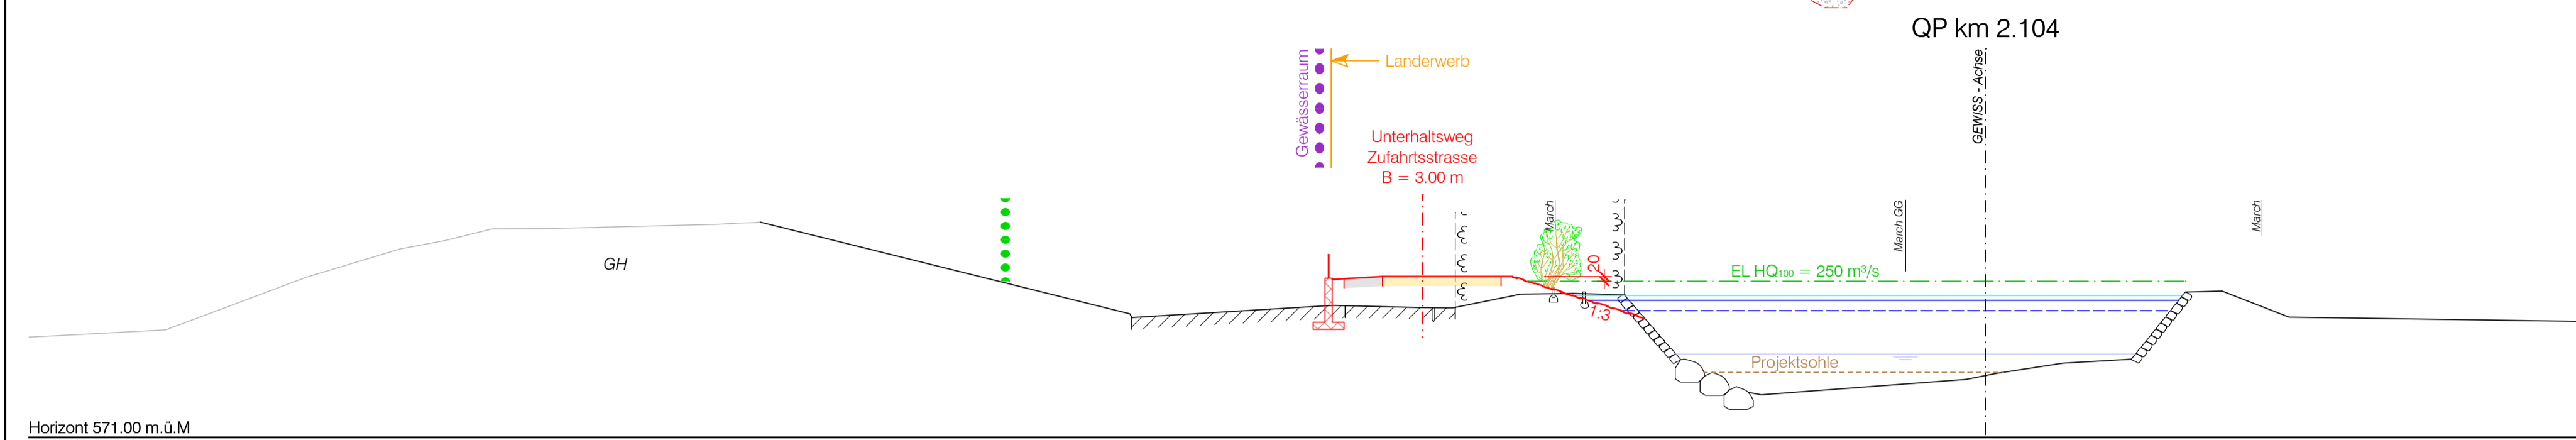 QP km 2.104
GEWISS - Achse
Gewässerraum
Landerwerb
Unterhaltsweg
Zufahrtsstrasse
B = 3.00 m
March
March GG
March
GH
20
EL HQ₁₀₀ = 250 m³/s
1:3
Projektsohle
Horizont 571.00 m.ü.M